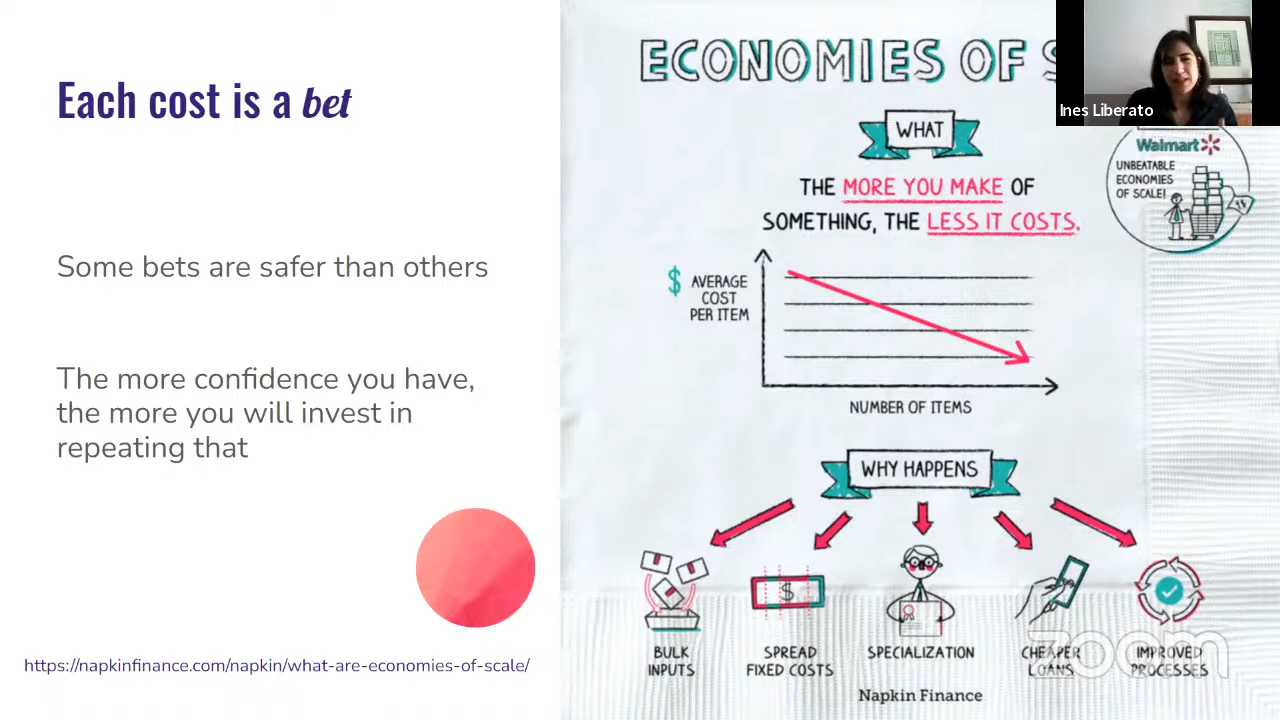 Each cost is a bet
Some bets are safer than others
The more confidence you have,
the more you will invest in
repeating that
https://napkinfinance.com/napkin/what-are-economies-of-scale/
ECONOMIES OF S
WHAT
THE MORE YOU MAKE OF
SOMETHING, THE LESS IT COSTS.
$ AVERAGE
COST
PER ITEM
NUMBER OF ITEMS
Ines Liberato
Walmart
UNBEATABLE
ECONOMIES
OF SCALE!
WHY HAPPENS
$
BULK
INPUTS
SPREAD
FIXED COSTS
SPECIALIZATION
CHEAPER
LOANS
IMPROVED
PROCESSES
zoom
Napkin Finance